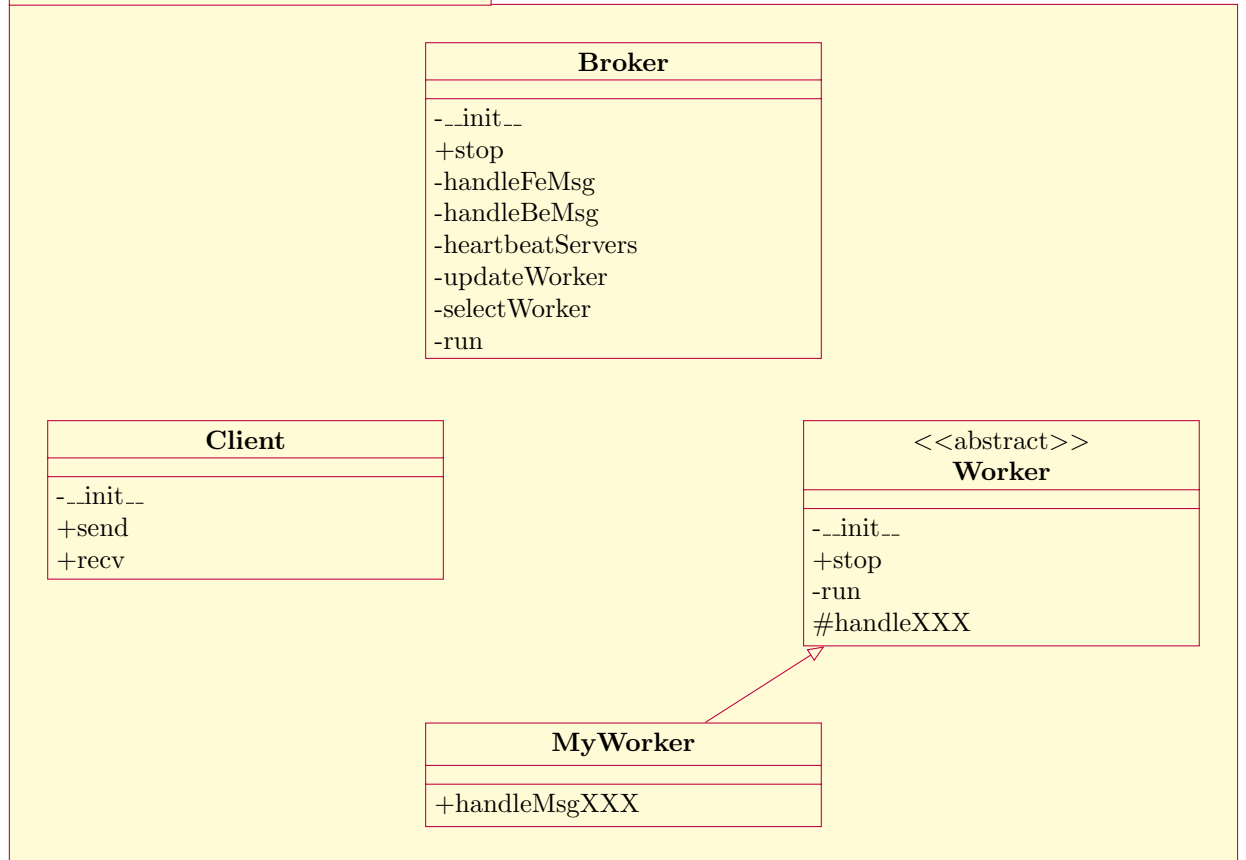 Broker
-__init__
+stop
-handleFeMsg
-handleBeMsg
-heartbeatServers
-updateWorker
-selectWorker
-run
Client
-__init__
+send
+recv
<<abstract>>
Worker
-__init__
+stop
-run
#handleXXX
MyWorker
+handleMsgXXX